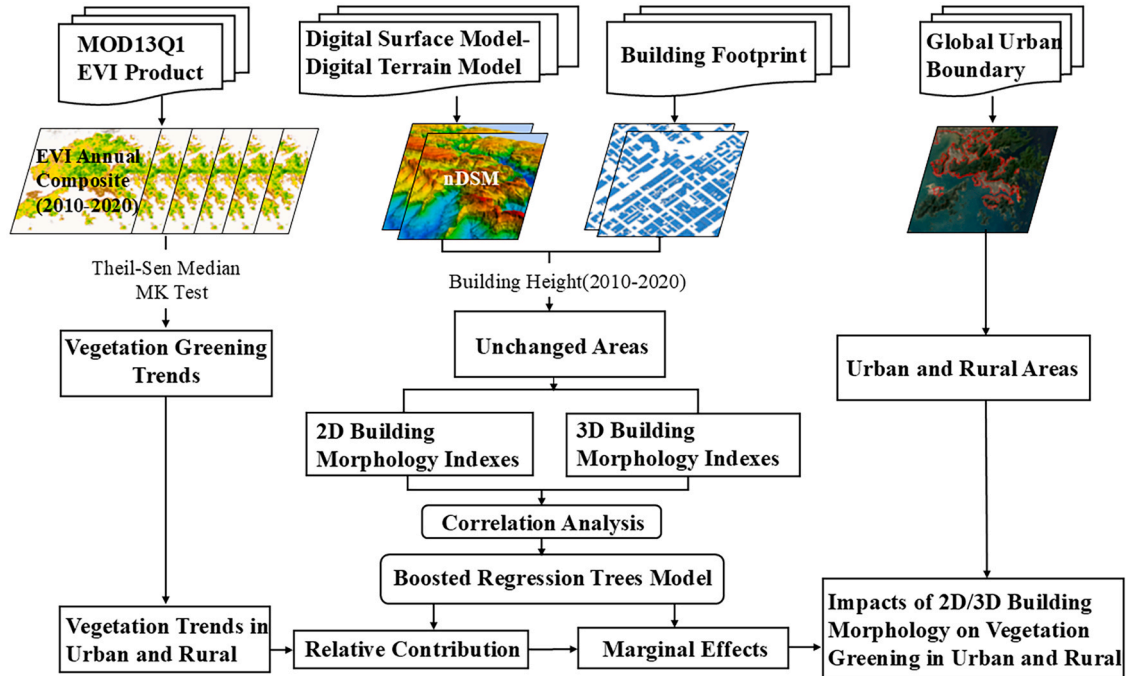 MOD13Q1
EVI Product
Digital Surface Model-
Digital Terrain Model
Building Footprint
Global Urban
Boundary
EVI Annual
Composite
(2010-2020)
nDSM
Theil-Sen Median
MK Test
Building Height(2010-2020)
Vegetation Greening
Trends
Unchanged Areas
Urban and Rural Areas
2D Building
Morphology Indexes
3D Building
Morphology Indexes
Correlation Analysis
Boosted Regression Trees Model
Vegetation Trends in
Urban and Rural
Relative Contribution
Marginal Effects
Impacts of 2D/3D Building
Morphology on Vegetation
Greening in Urban and Rural